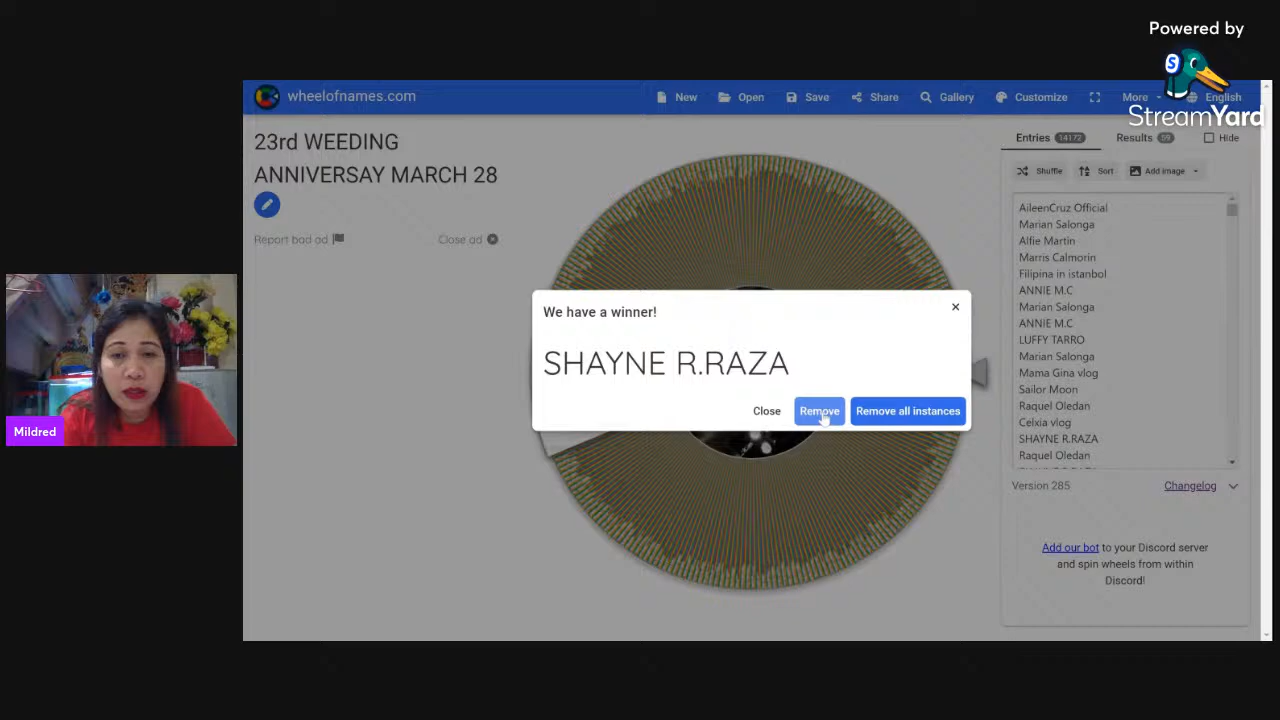 Powered by
StreamYard
wheelofnames.com
New
Open
Save
Share
Gallery
Customize
More
English
23rd WEEDING
ANNIVERSAY MARCH 28
Report bad ad
Close ad
Entries 14172
Results 59
Hide
Shuffle
Sort
Add image
AileenCruz Official
Marian Salonga
Alfie Martin
Marris Calmorin
Filipina in istanbol
ANNIE M.C
Marian Salonga
ANNIE M.C
LUFFY TARRO
Marian Salonga
Mama Gina vlog
Sailor Moon
Raquel Oledan
Celxia vlog
SHAYNE R.RAZA
Raquel Oledan
We have a winner!
SHAYNE R.RAZA
Close
Remove
Remove all instances
Version 285
Changelog
Add our bot to your Discord server
and spin wheels from within
Discord!
Mildred